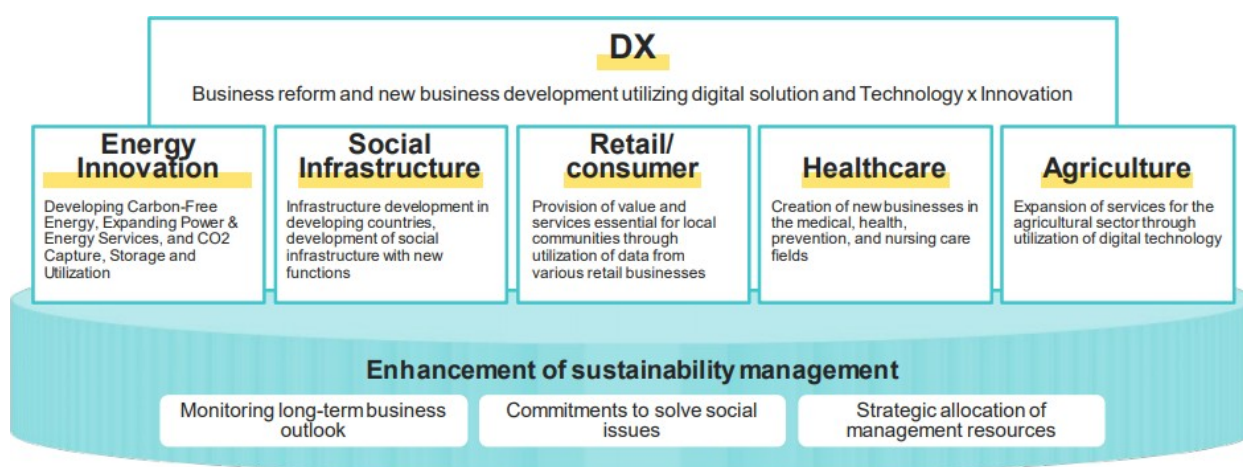 DX
Business reform and new business development utilizing digital solution and Technology x Innovation
Energy
Innovation
Developing Carbon-Free
Energy, Expanding Power &
Energy Services, and CO2
Capture, Storage and
Utilization
Social
Infrastructure
Infrastructure development in
developing countries,
development of social
infrastructure with new
functions
Retail/
consumer
Provision of value and
services essential for local
communities through
utilization of data from
various retail businesses
Healthcare
Creation of new businesses in
the medical, health,
prevention, and nursing care
fields
Agriculture
Expansion of services for the
agricultural sector through
utilization of digital technology
Enhancement of sustainability management
Monitoring long-term business
outlook
Commitments to solve social
issues
Strategic allocation of
management resources